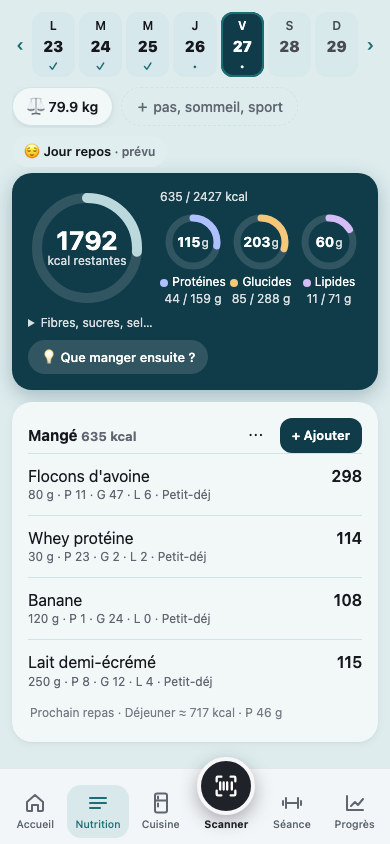 L M M J V S D
‹ 23 24 25 26 27 28 29 ›
79.9 kg + pas, sommeil, sport
Jour repos · prévu
635 / 2427 kcal
1792
kcal restantes
115g 203g 60g
Protéines Glucides Lipides
44 / 159 g 85 / 288 g 11 / 71 g
Fibres, sucres, sel...
Que manger ensuite ?
Mangé 635 kcal ... + Ajouter
Flocons d'avoine 298
80 g · P 11 · G 47 · L 6 · Petit-déj
Whey protéine 114
30 g · P 23 · G 2 · L 2 · Petit-déj
Banane 108
120 g · P 1 · G 24 · L 0 · Petit-déj
Lait demi-écrémé 115
250 g · P 8 · G 12 · L 4 · Petit-déj
Prochain repas · Déjeuner ≈ 717 kcal · P 46 g
Accueil Nutrition Cuisine Scanner Séance Progrès